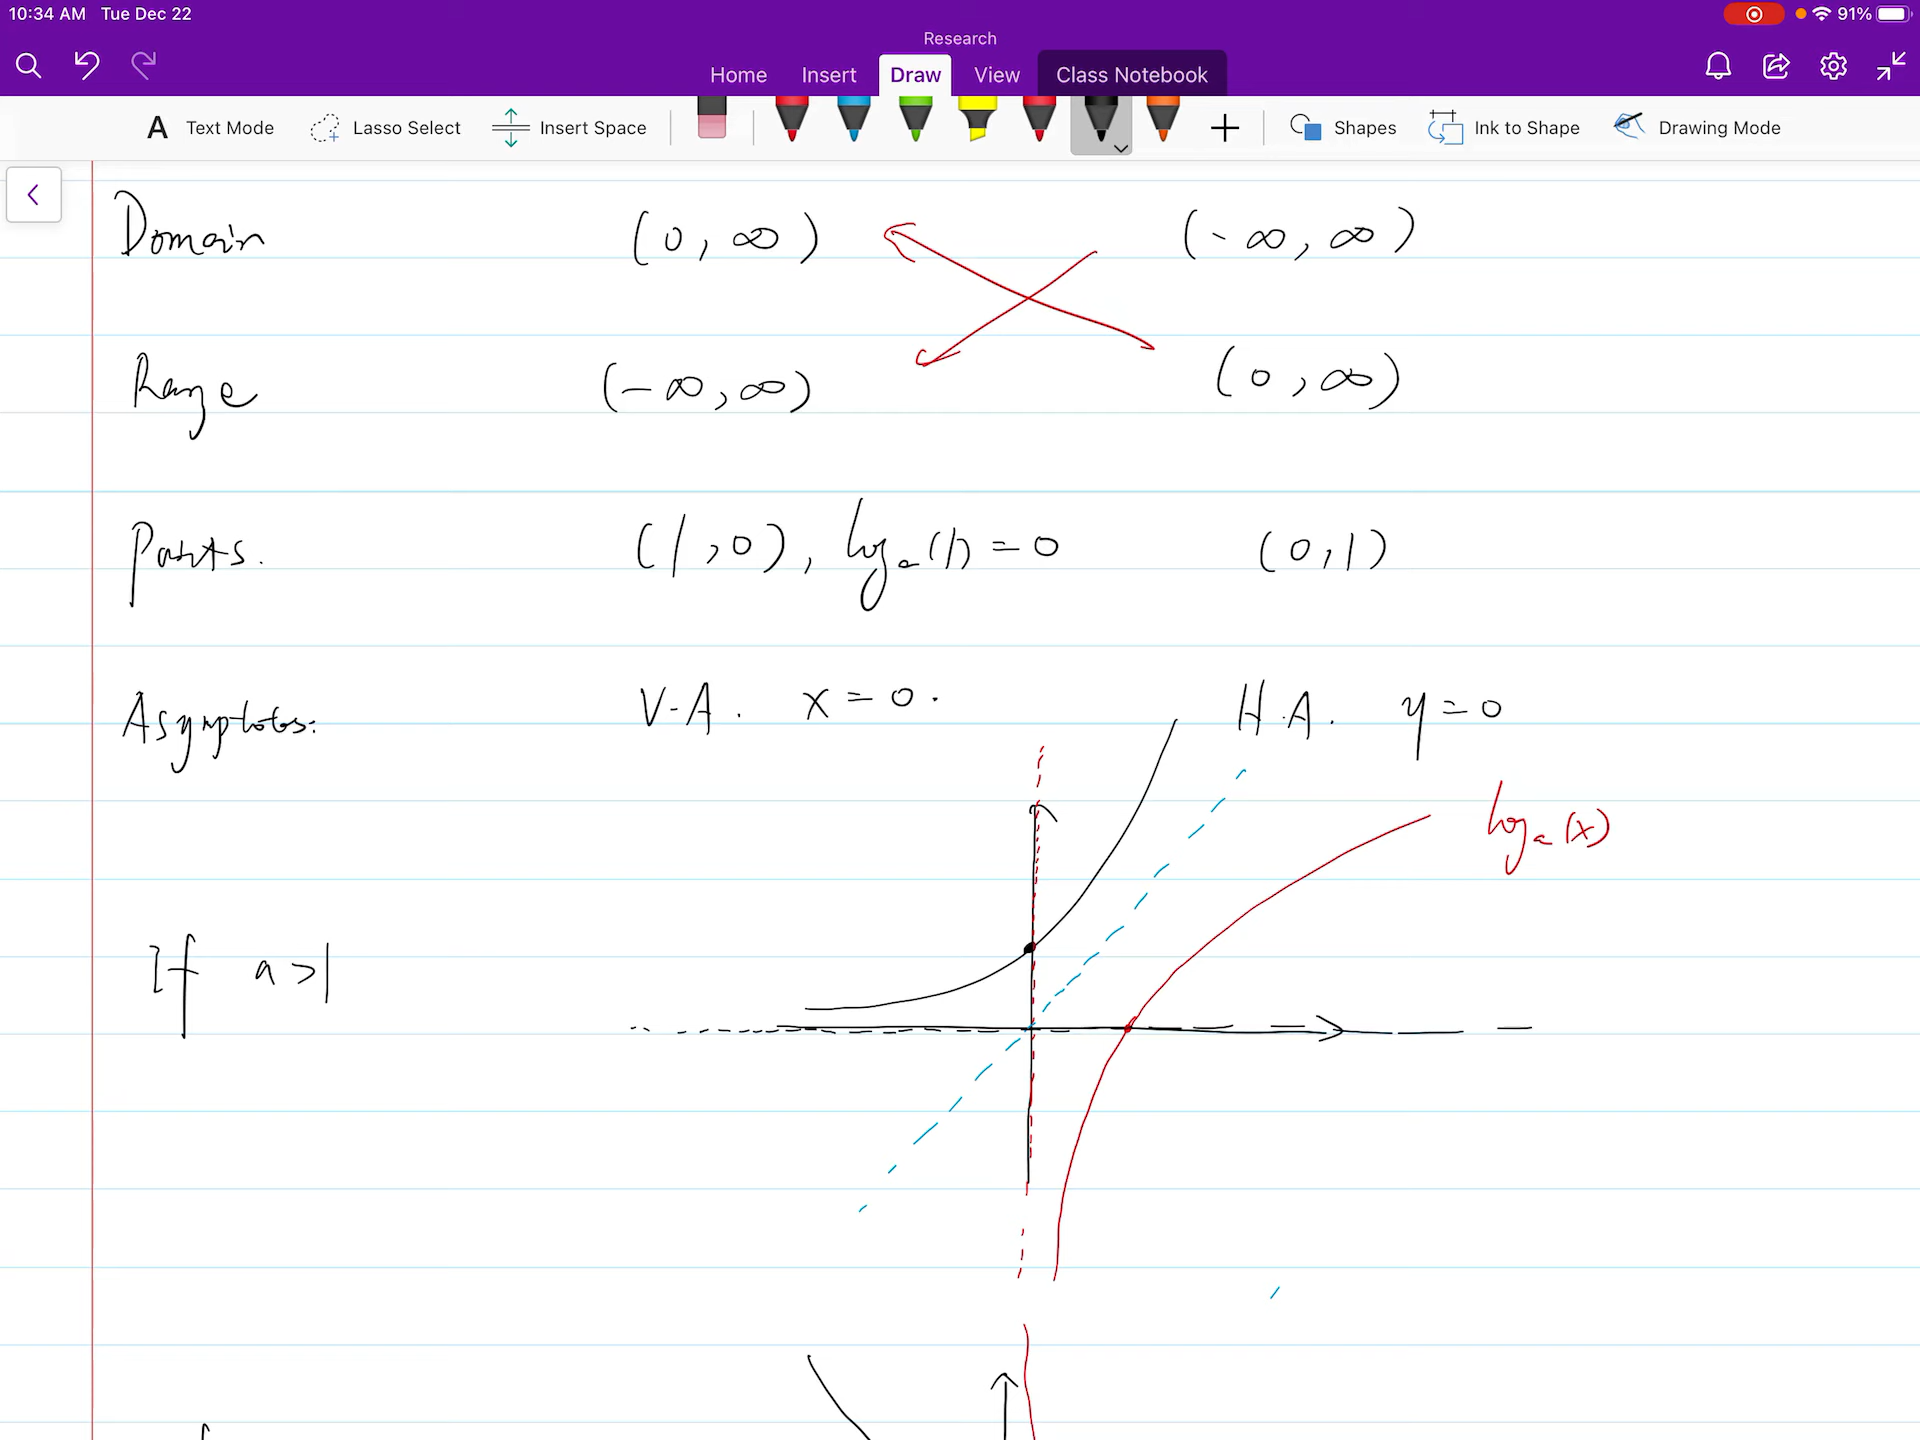 10:34 AM Tue Dec 22
91%
Research
Home Insert Draw View Class Notebook
Text Mode Lasso Select Insert Space Shapes Ink to Shape Drawing Mode
Domain (0, ∞) (-∞, ∞)
Range (-∞, ∞) (0, ∞)
Points. (1, 0), log_a(1) = 0 (0, 1)
Asymptotes: V.A. x = 0. H.A. y = 0
log_a(x)
If a > 1